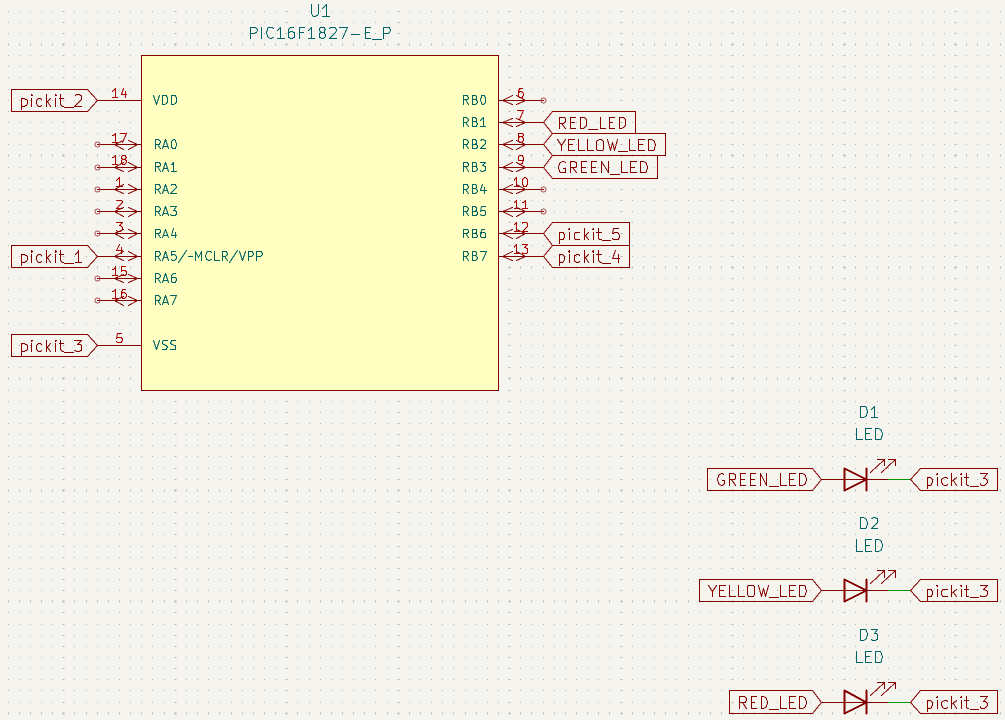 U1
PIC16F1827-E_P
pickit_2 14 VDD RB0 6
RB1 7 RED_LED
17 RA0 RB2 8 YELLOW_LED
18 RA1 RB3 9 GREEN_LED
1 RA2 RB4 10
2 RA3 RB5 11
3 RA4 RB6 12 pickit_5
pickit_1 4 RA5/-MCLR/VPP RB7 13 pickit_4
15 RA6
16 RA7
pickit_3 5 VSS
D1
LED
GREEN_LED pickit_3
D2
LED
YELLOW_LED pickit_3
D3
LED
RED_LED pickit_3